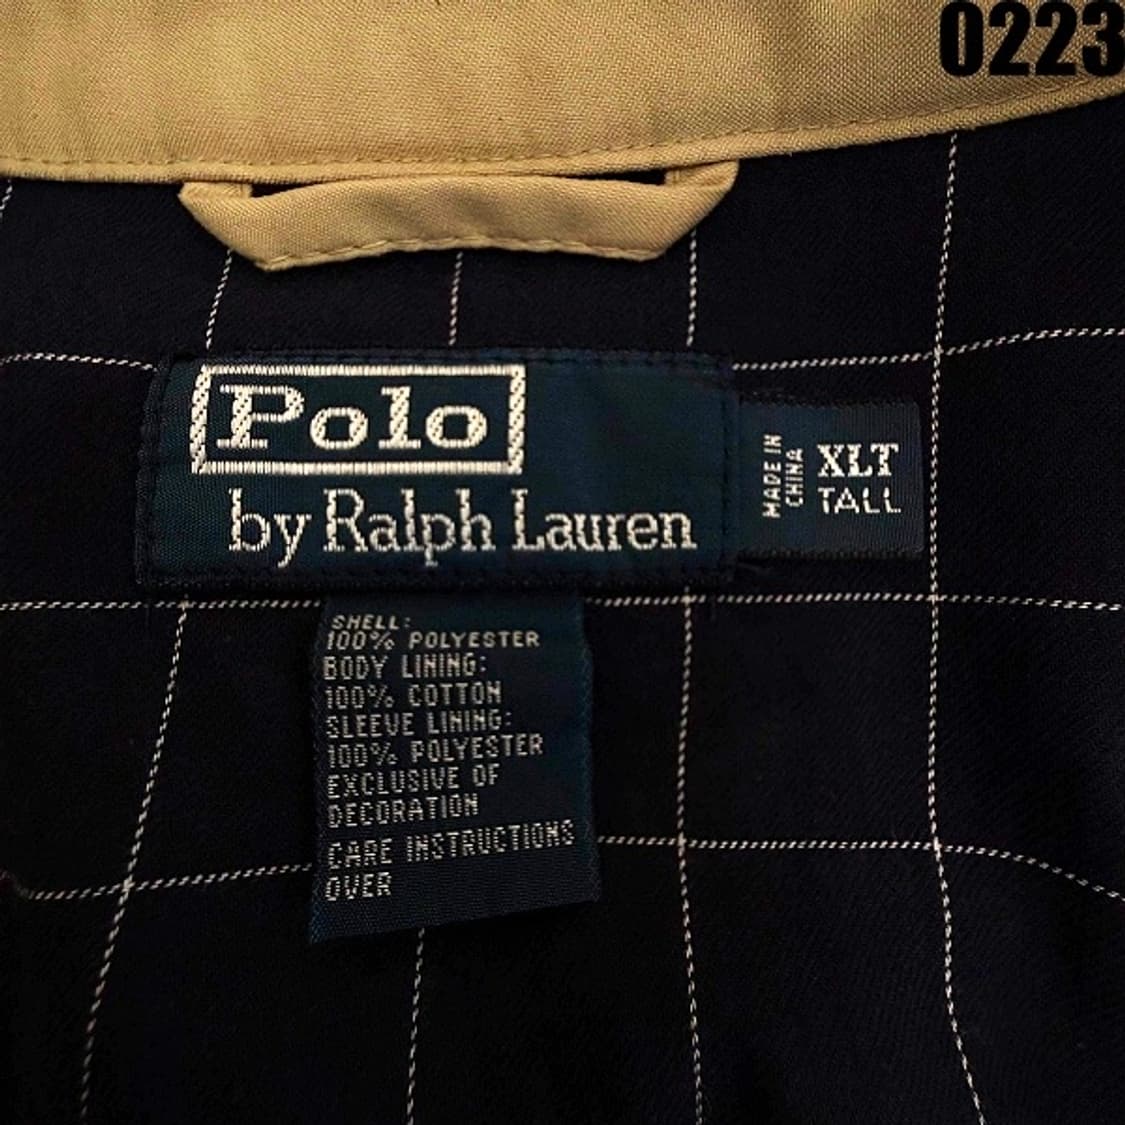 0223
Polo
by Ralph Lauren
MADE IN
CHINA
XLT
TALL
SHELL:
100% POLYESTER
BODY LINING:
100% COTTON
SLEEVE LINING:
100% POLYESTER
EXCLUSIVE OF
DECORATION
CARE INSTRUCTIONS
OVER